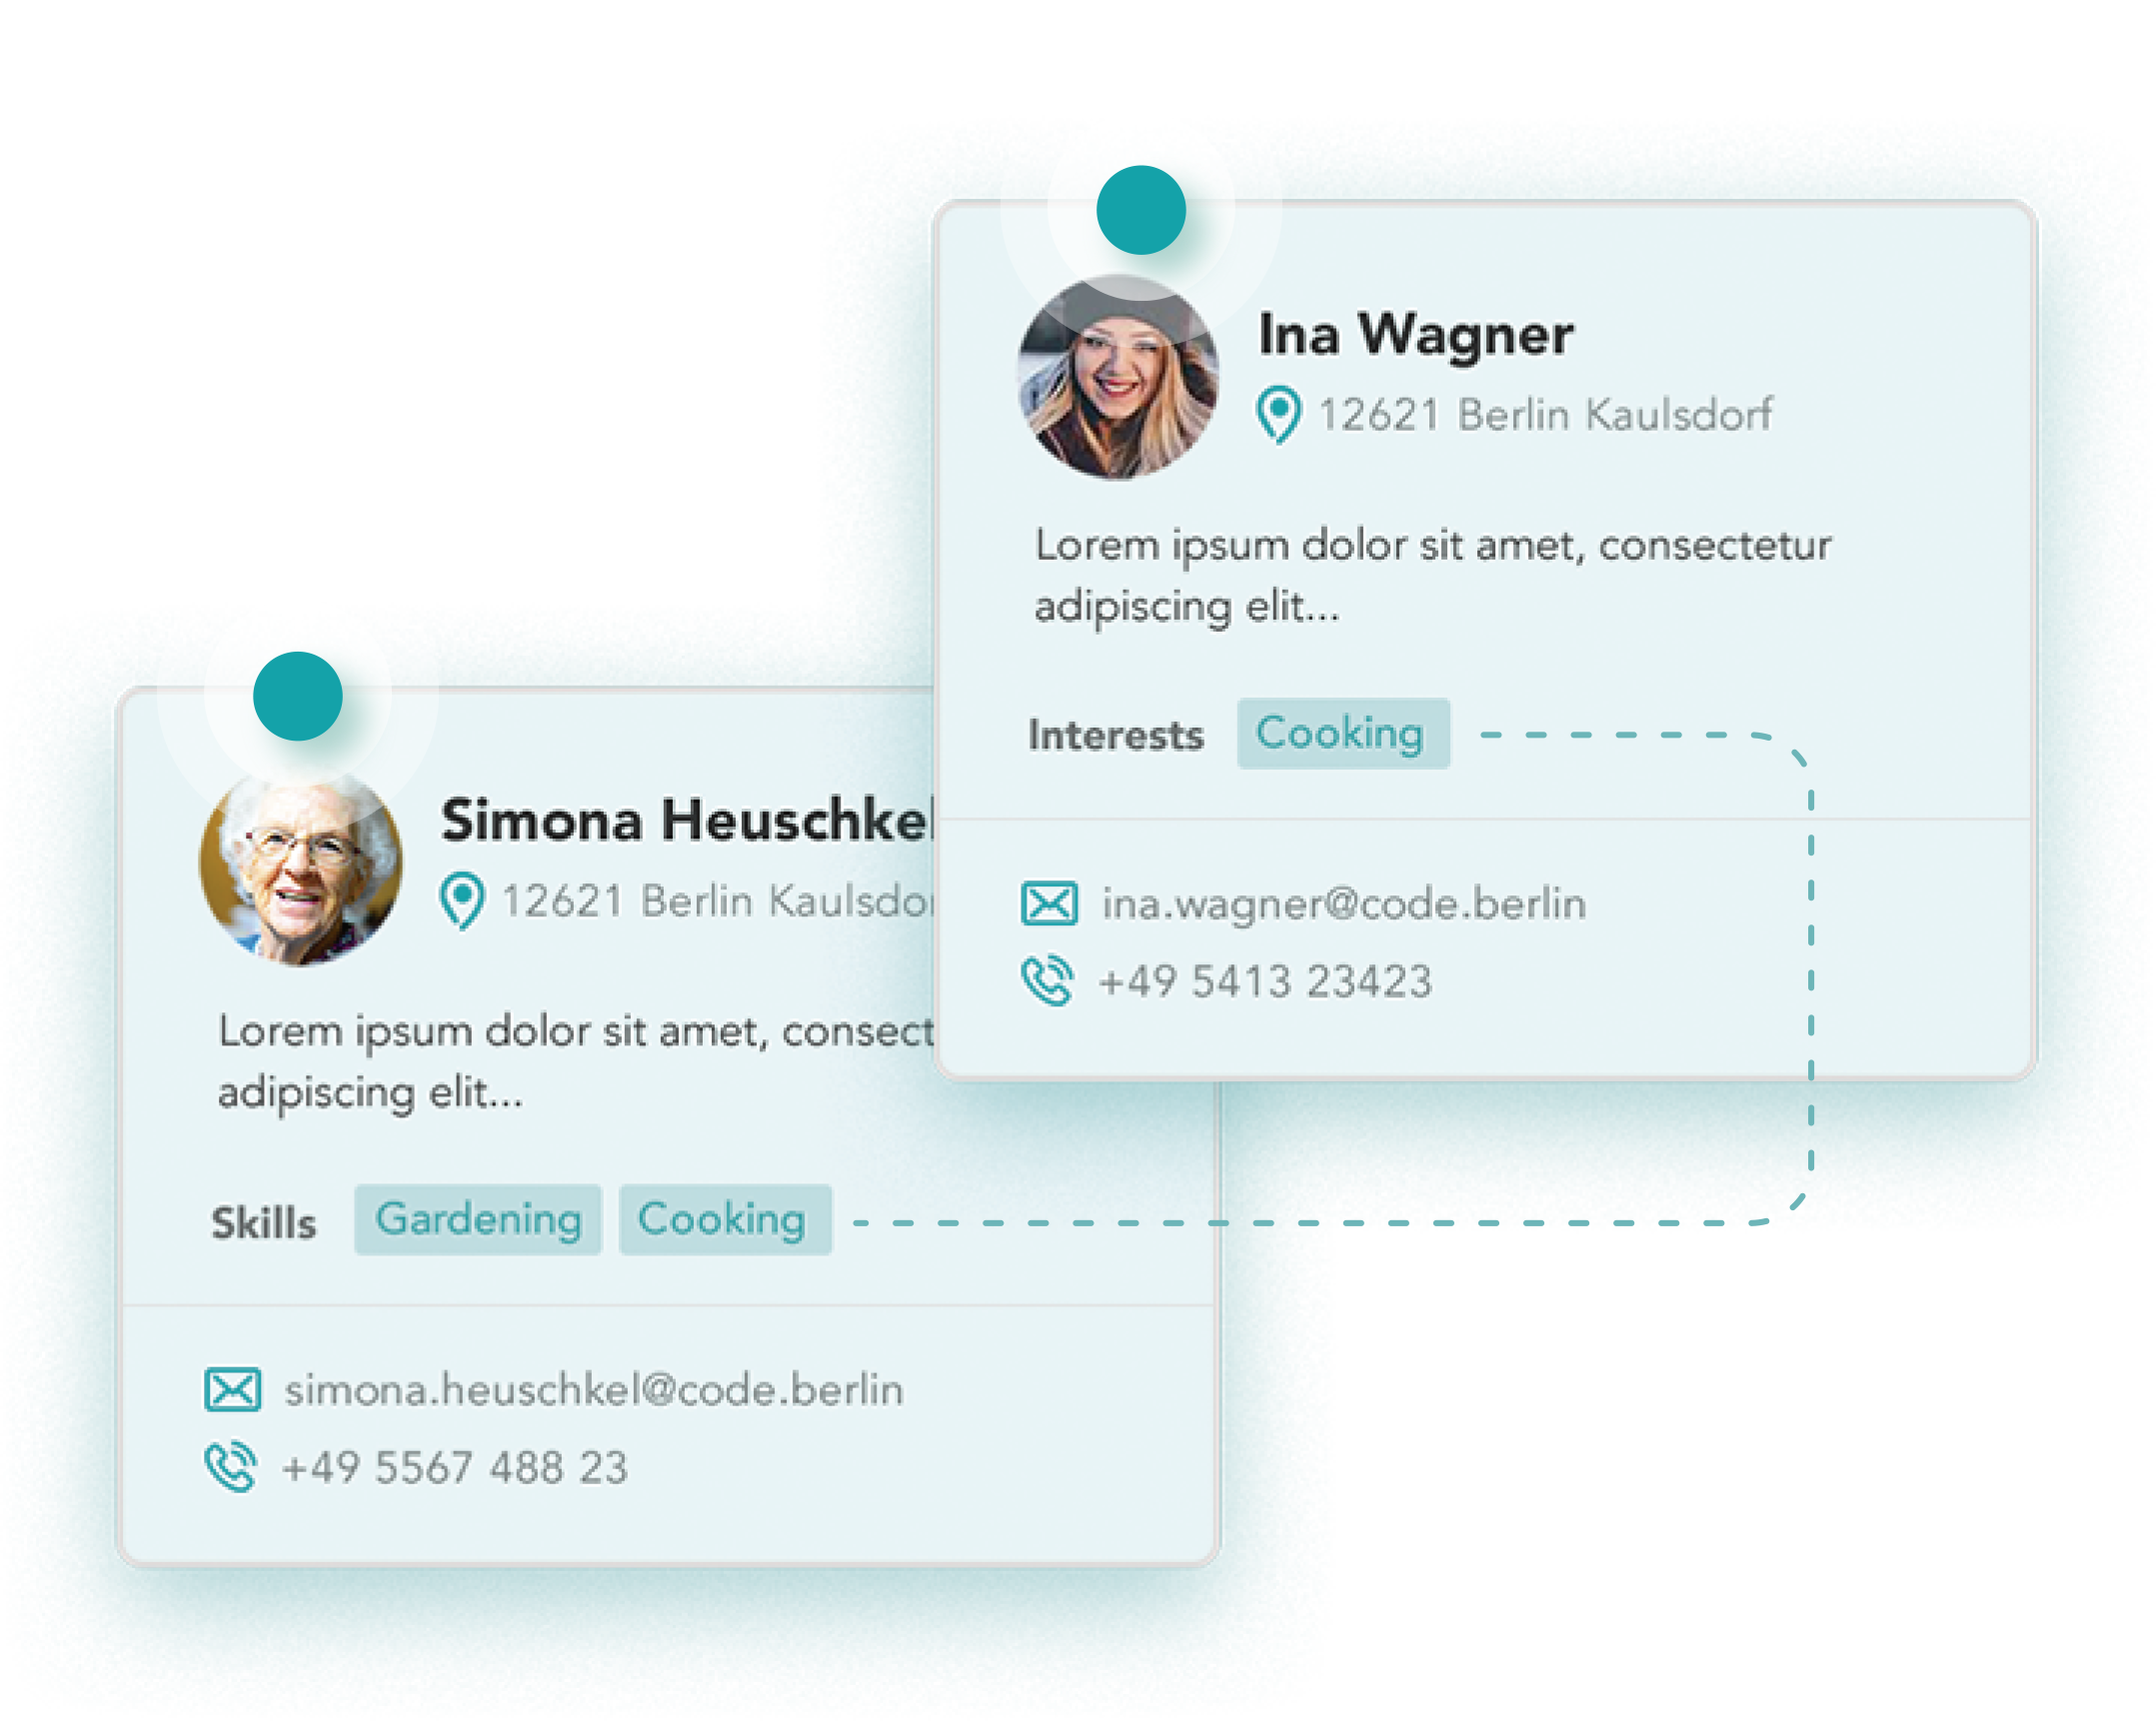 Ina Wagner
12621 Berlin Kaulsdorf
Lorem ipsum dolor sit amet, consectetur
adipiscing elit...
Interests Cooking
ina.wagner@code.berlin
+49 5413 23423
Simona Heuschkel
12621 Berlin Kaulsdo
Lorem ipsum dolor sit amet, consect
adipiscing elit...
Skills Gardening Cooking
simona.heuschkel@code.berlin
+49 5567 488 23